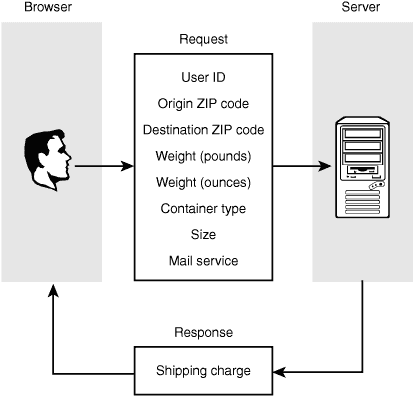 Browser
Server
Request
User ID
Origin ZIP code
Destination ZIP code
Weight (pounds)
Weight (ounces)
Container type
Size
Mail service
Response
Shipping charge